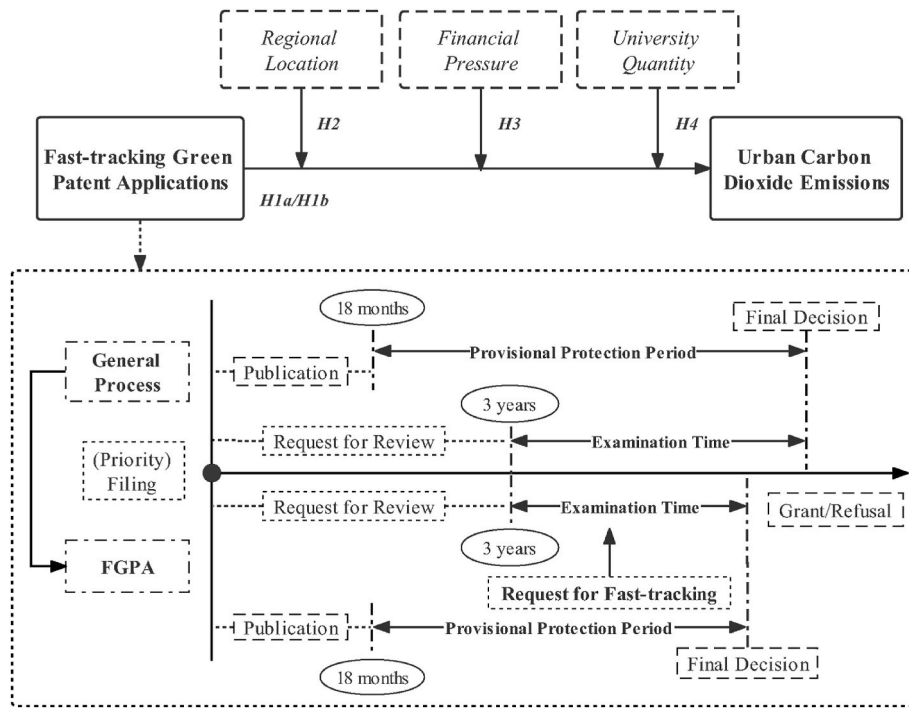 Regional
Location
Financial
Pressure
University
Quantity
H2
H3
H4
Fast-tracking Green
Patent Applications
Urban Carbon
Dioxide Emissions
H1a/H1b
18 months
Final Decision
General
Process
Publication
Provisional Protection Period
3 years
Request for Review
Examination Time
(Priority)
Filing
Request for Review
Examination Time
Grant/Refusal
3 years
FGPA
Request for Fast-tracking
Publication
Provisional Protection Period
Final Decision
18 months